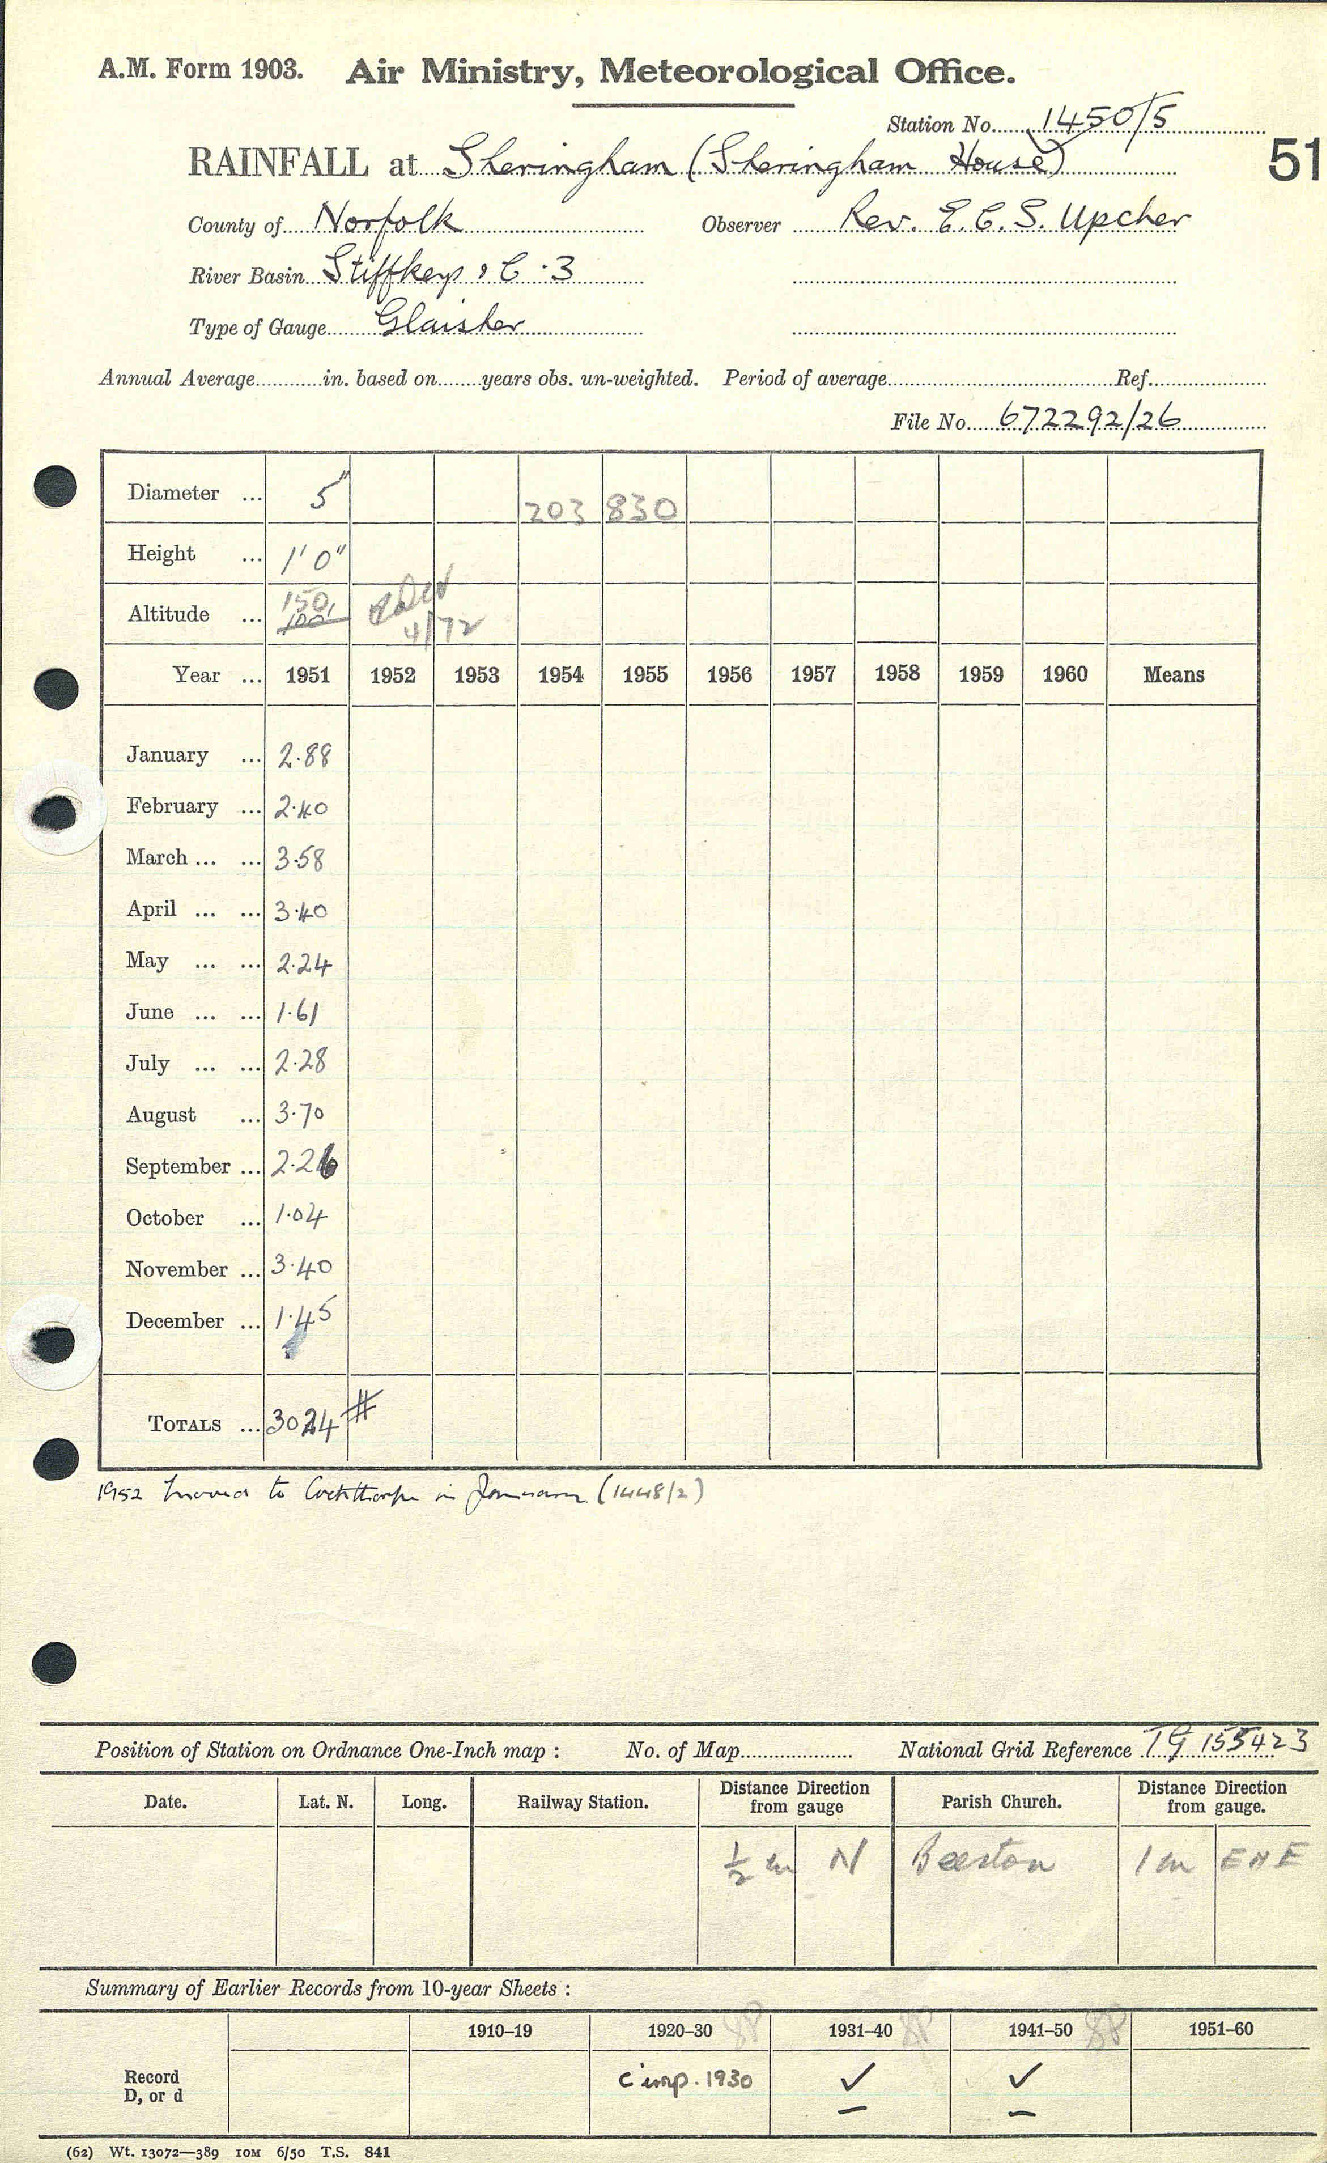 A.M. Form 1903. Air Ministry, Meteorological Office.
Station No. 1450/5
RAINFALL at Sheringham (Sheringham House)
51
County of Norfolk Observer Rev. E.C.S. Upcher
River Basin Stiffkey & C.3
Type of Gauge Glaisher
Annual Average............in. based on........years obs. un-weighted. Period of average........................Ref.............
File No. 672292/26
Diameter ... 5" 203 830
Height ... 1' 0"
Altitude ... 150, 100
4/72
Year ... 1951 1952 1953 1954 1955 1956 1957 1958 1959 1960 Means
January ... 2.88
February ... 2.40
March ... ... 3.58
April ... ... 3.40
May ... ... 2.24
June ... ... 1.61
July ... ... 2.28
August ... 3.70
September ... 2.26
October ... 1.04
November ... 3.40
December ... 1.45
TOTALS ... 3024 #
1952 moved to Cockthorpe in January (1448/2)
Position of Station on Ordnance One-Inch map : No. of Map.................... National Grid Reference TG 155423
Date. Lat. N. Long. Railway Station. Distance Direction from gauge Parish Church. Distance Direction from gauge.
½ m N Beeston 1 m ENE
Summary of Earlier Records from 10-year Sheets :
1910–19 1920–30 1931–40 1941–50 1951–60
Record D, or d c'imp. 1930 ✓ ✓
(62) Wt. 13072—389 10M 6/50 T.S. 841